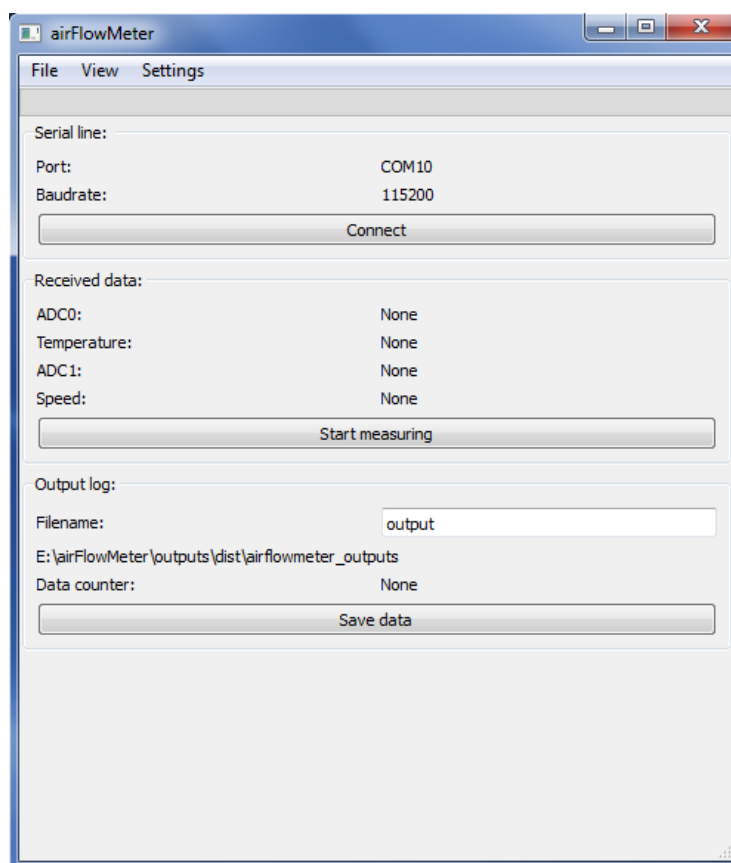 airFlowMeter
File View Settings
Serial line:
Port: COM10
Baudrate: 115200
Connect
Received data:
ADC0: None
Temperature: None
ADC1: None
Speed: None
Start measuring
Output log:
Filename: output
E:\airFlowMeter\outputs\dist\airflowmeter_outputs
Data counter: None
Save data